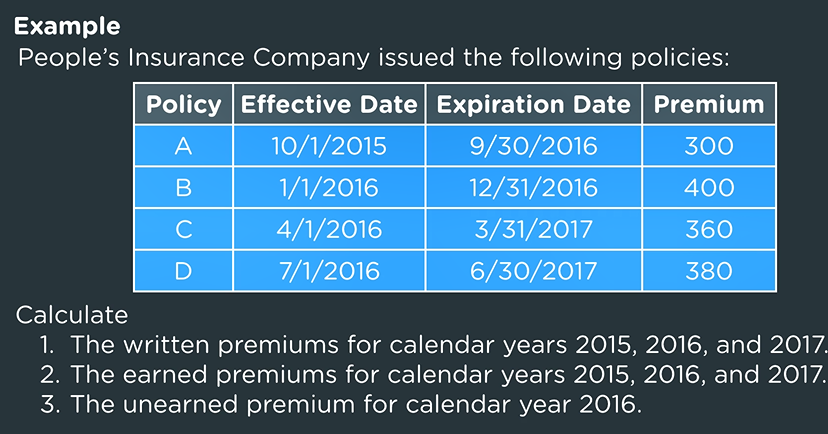 Example
People’s Insurance Company issued the following policies:
Policy Effective Date Expiration Date Premium
A 10/1/2015 9/30/2016 300
B 1/1/2016 12/31/2016 400
C 4/1/2016 3/31/2017 360
D 7/1/2016 6/30/2017 380
Calculate
1. The written premiums for calendar years 2015, 2016, and 2017.
2. The earned premiums for calendar years 2015, 2016, and 2017.
3. The unearned premium for calendar year 2016.